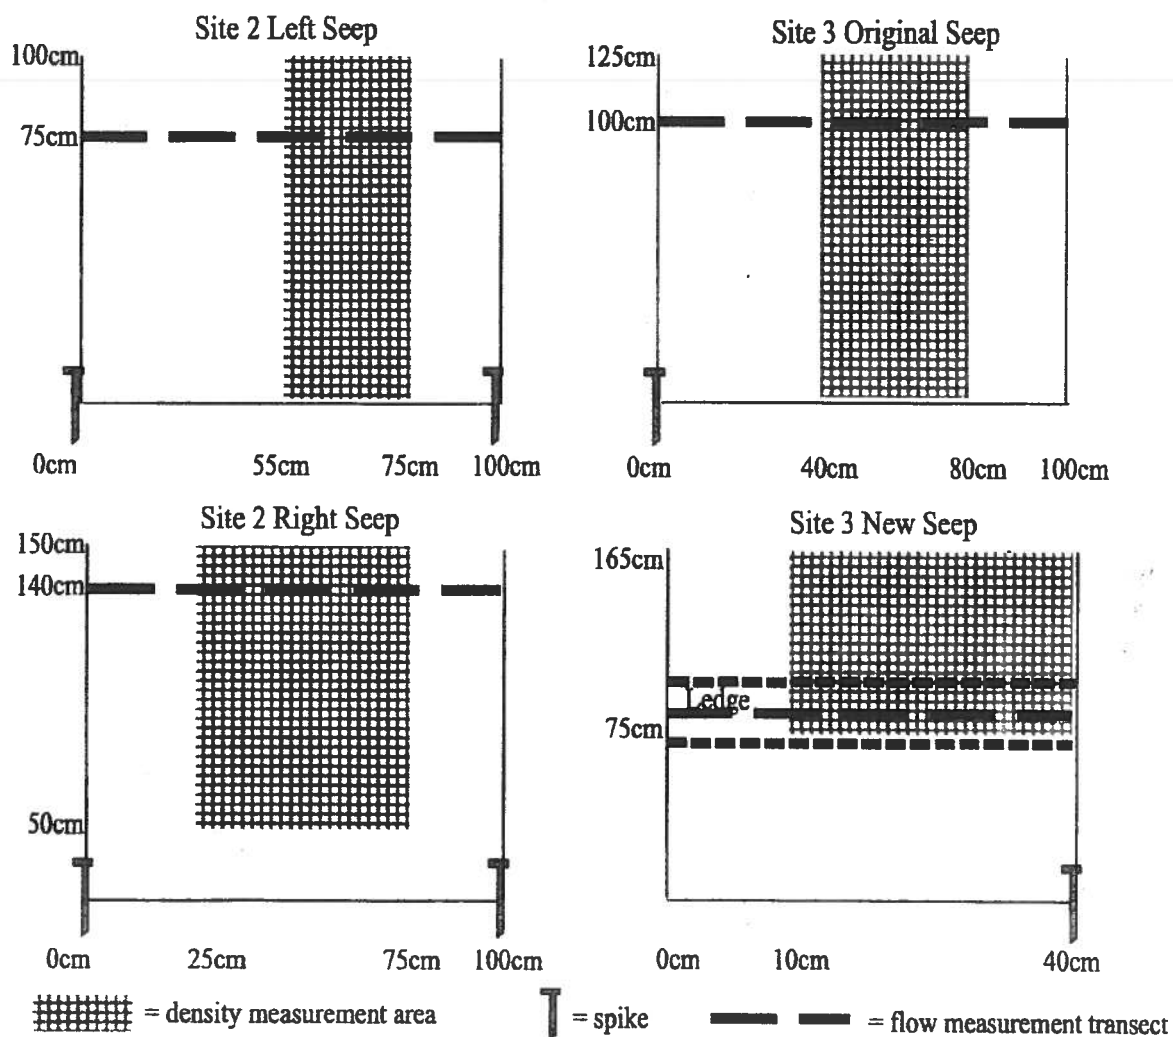 Site 2 Left Seep
100cm
75cm
0cm 55cm 75cm 100cm
Site 3 Original Seep
125cm
100cm
0cm 40cm 80cm 100cm
Site 2 Right Seep
150cm
140cm
50cm
0cm 25cm 75cm 100cm
Site 3 New Seep
165cm
Ledge
75cm
0cm 10cm 40cm
= density measurement area = spike = flow measurement transect